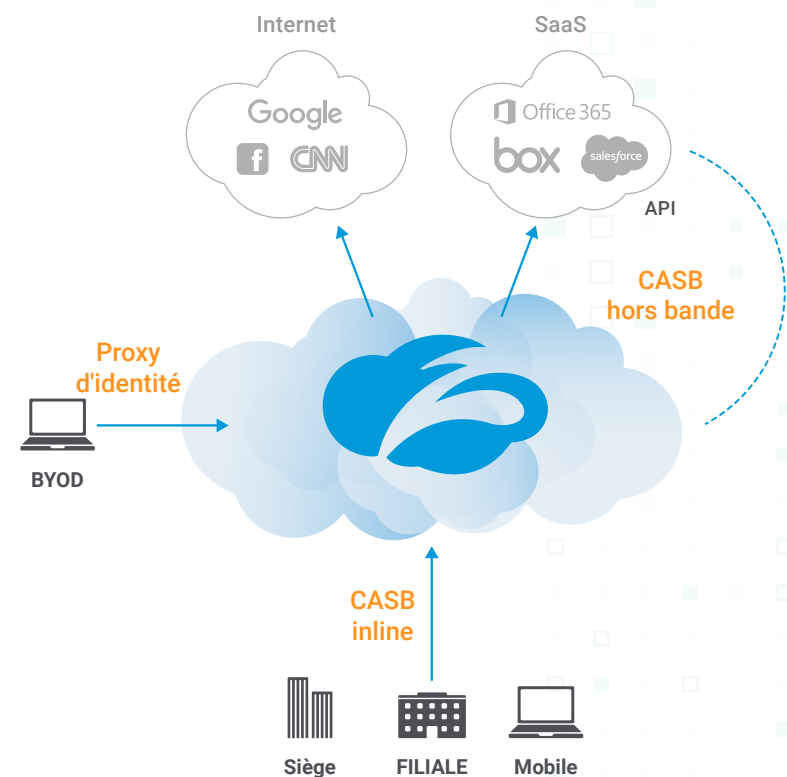 Internet
SaaS
Google
f
CNN
Office 365
box
salesforce
API
CASB
hors bande
Proxy
d'identité
BYOD
CASB
inline
Siège
FILIALE
Mobile